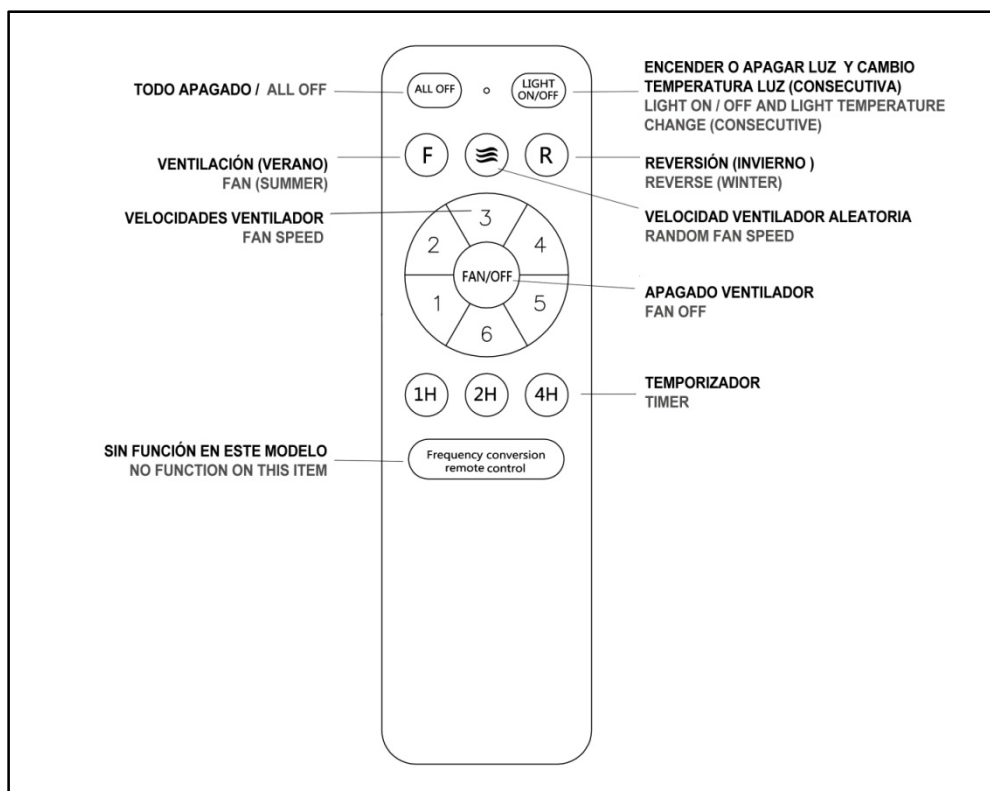 TODO APAGADO / ALL OFF
ALL OFF
LIGHT
ON/OFF
ENCENDER O APAGAR LUZ Y CAMBIO
TEMPERATURA LUZ (CONSECUTIVA)
LIGHT ON / OFF AND LIGHT TEMPERATURE
CHANGE (CONSECUTIVE)
VENTILACIÓN (VERANO)
FAN (SUMMER)
F
R
REVERSIÓN (INVIERNO )
REVERSE (WINTER)
VELOCIDADES VENTILADOR
FAN SPEED
VELOCIDAD VENTILADOR ALEATORIA
RANDOM FAN SPEED
3
2
4
FAN/OFF
1
5
6
APAGADO VENTILADOR
FAN OFF
1H
2H
4H
TEMPORIZADOR
TIMER
SIN FUNCIÓN EN ESTE MODELO
NO FUNCTION ON THIS ITEM
Frequency conversion
remote control